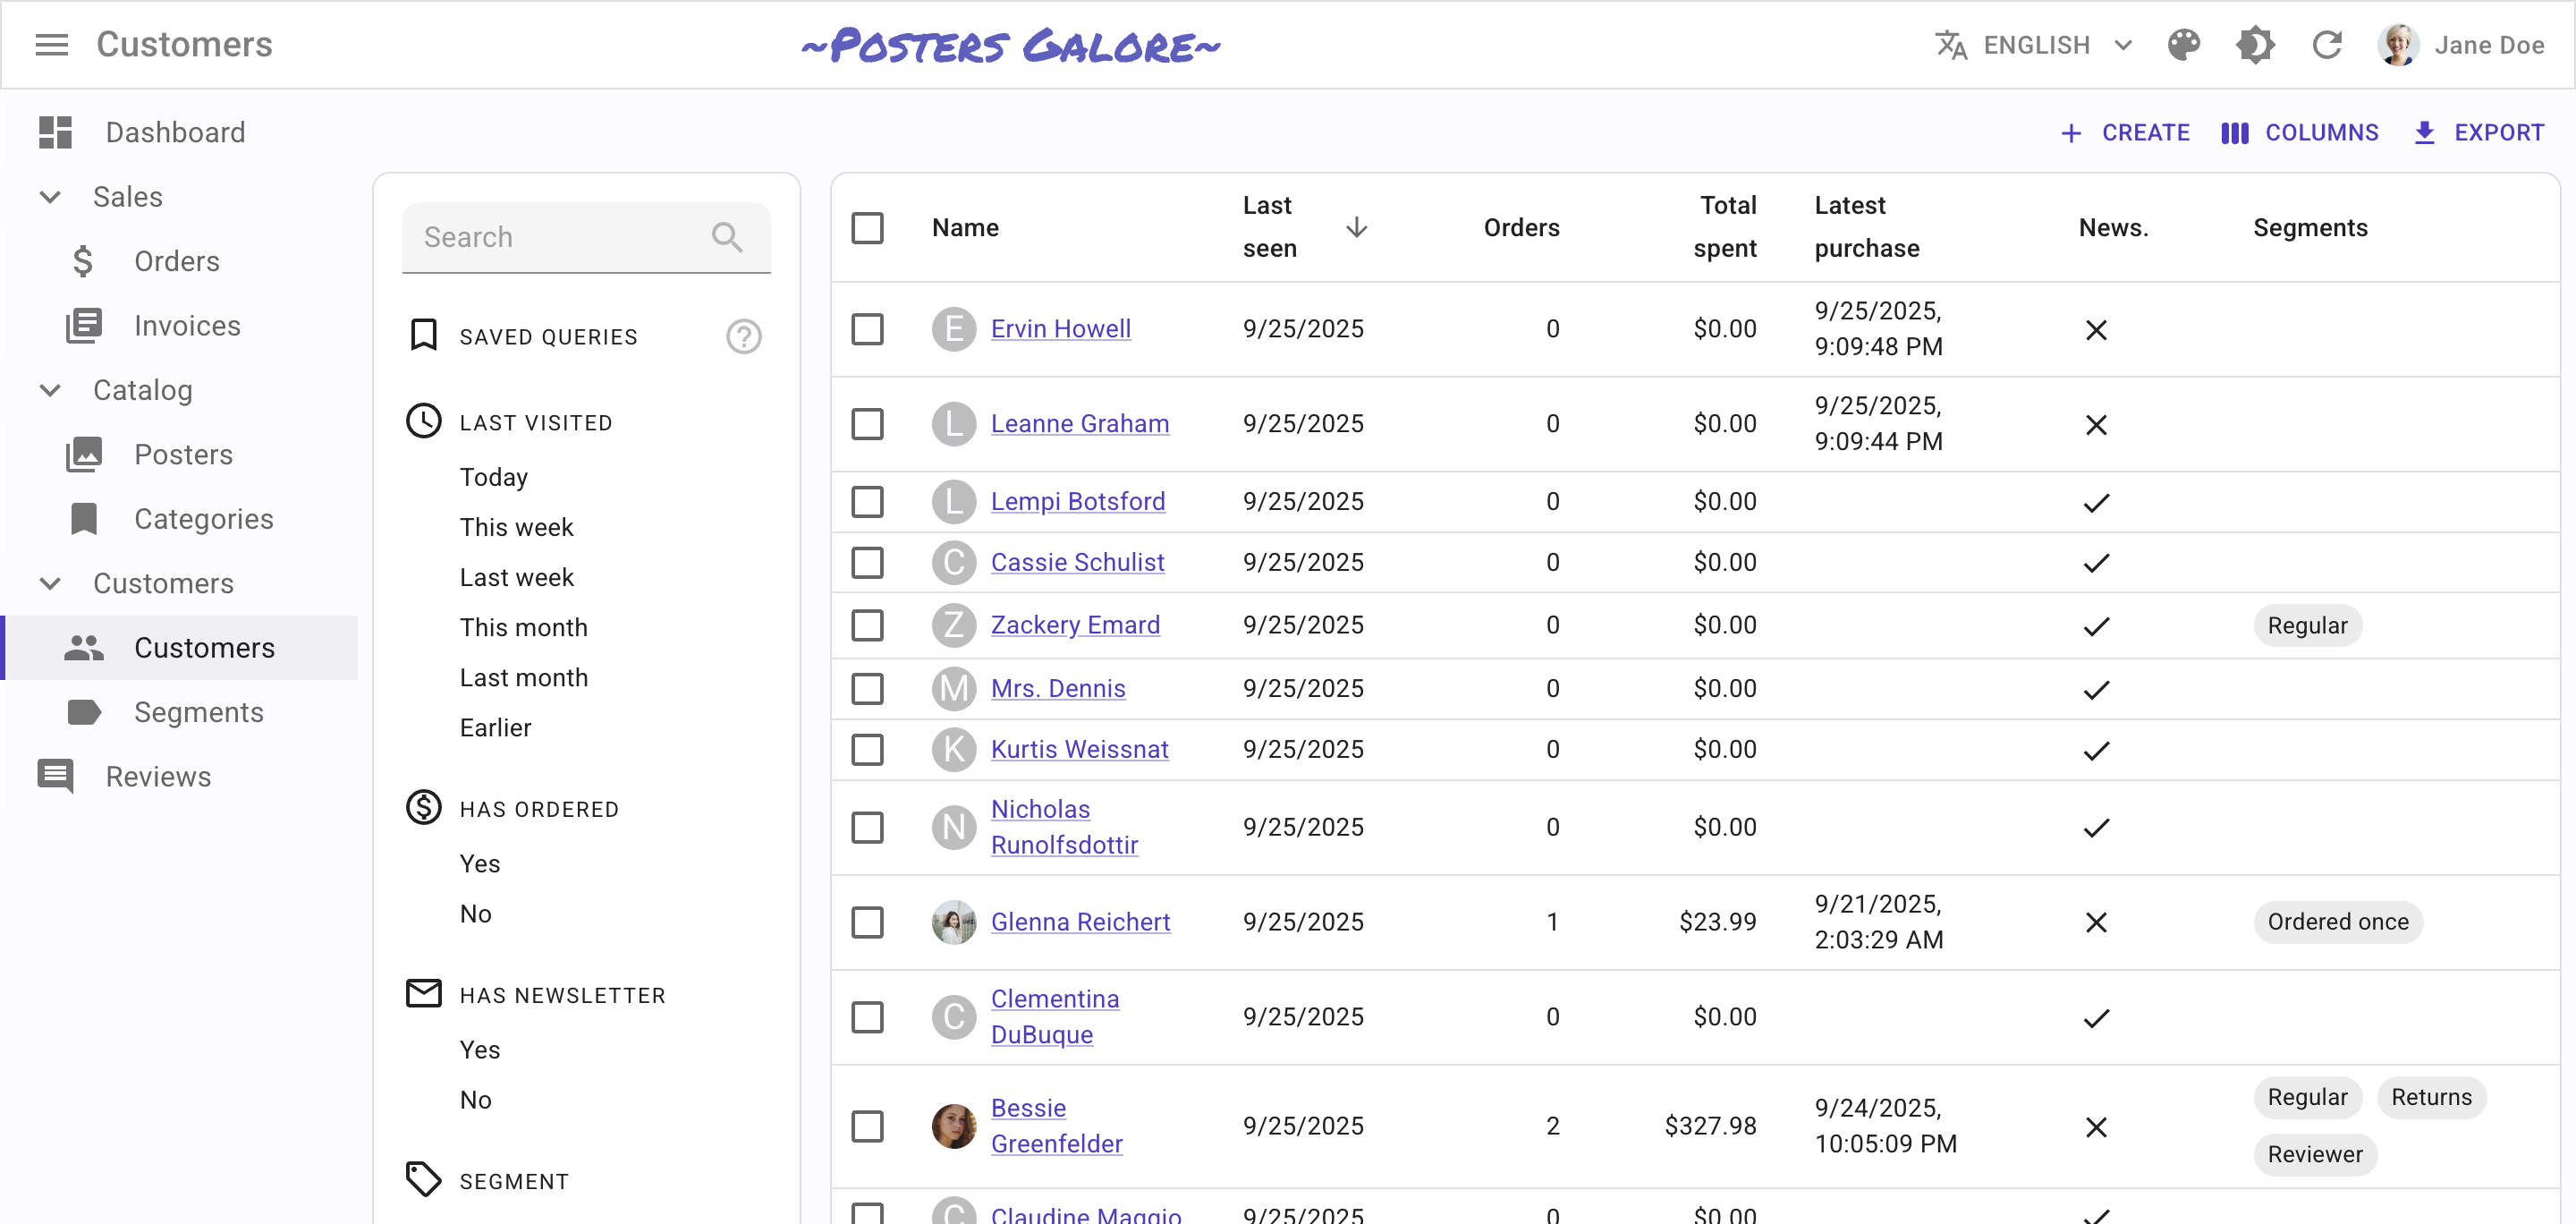 Customers
~Posters Galore~
ENGLISH
Jane Doe
Dashboard
Sales
Orders
Invoices
Catalog
Posters
Categories
Customers
Customers
Segments
Reviews
CREATE
COLUMNS
EXPORT
Search
SAVED QUERIES
?
LAST VISITED
Today
This week
Last week
This month
Last month
Earlier
HAS ORDERED
Yes
No
HAS NEWSLETTER
Yes
No
SEGMENT
Name Last seen Orders Total spent Latest purchase News. Segments
E Ervin Howell 9/25/2025 0 $0.00 9/25/2025, 9:09:48 PM
L Leanne Graham 9/25/2025 0 $0.00 9/25/2025, 9:09:44 PM
L Lempi Botsford 9/25/2025 0 $0.00
C Cassie Schulist 9/25/2025 0 $0.00
Z Zackery Emard 9/25/2025 0 $0.00 Regular
M Mrs. Dennis 9/25/2025 0 $0.00
K Kurtis Weissnat 9/25/2025 0 $0.00
N Nicholas Runolfsdottir 9/25/2025 0 $0.00
Glenna Reichert 9/25/2025 1 $23.99 9/21/2025, 2:03:29 AM Ordered once
C Clementina DuBuque 9/25/2025 0 $0.00
Bessie Greenfelder 9/25/2025 2 $327.98 9/24/2025, 10:05:09 PM Regular Returns Reviewer
C Claudine Maggio 9/25/2025 0 $0.00